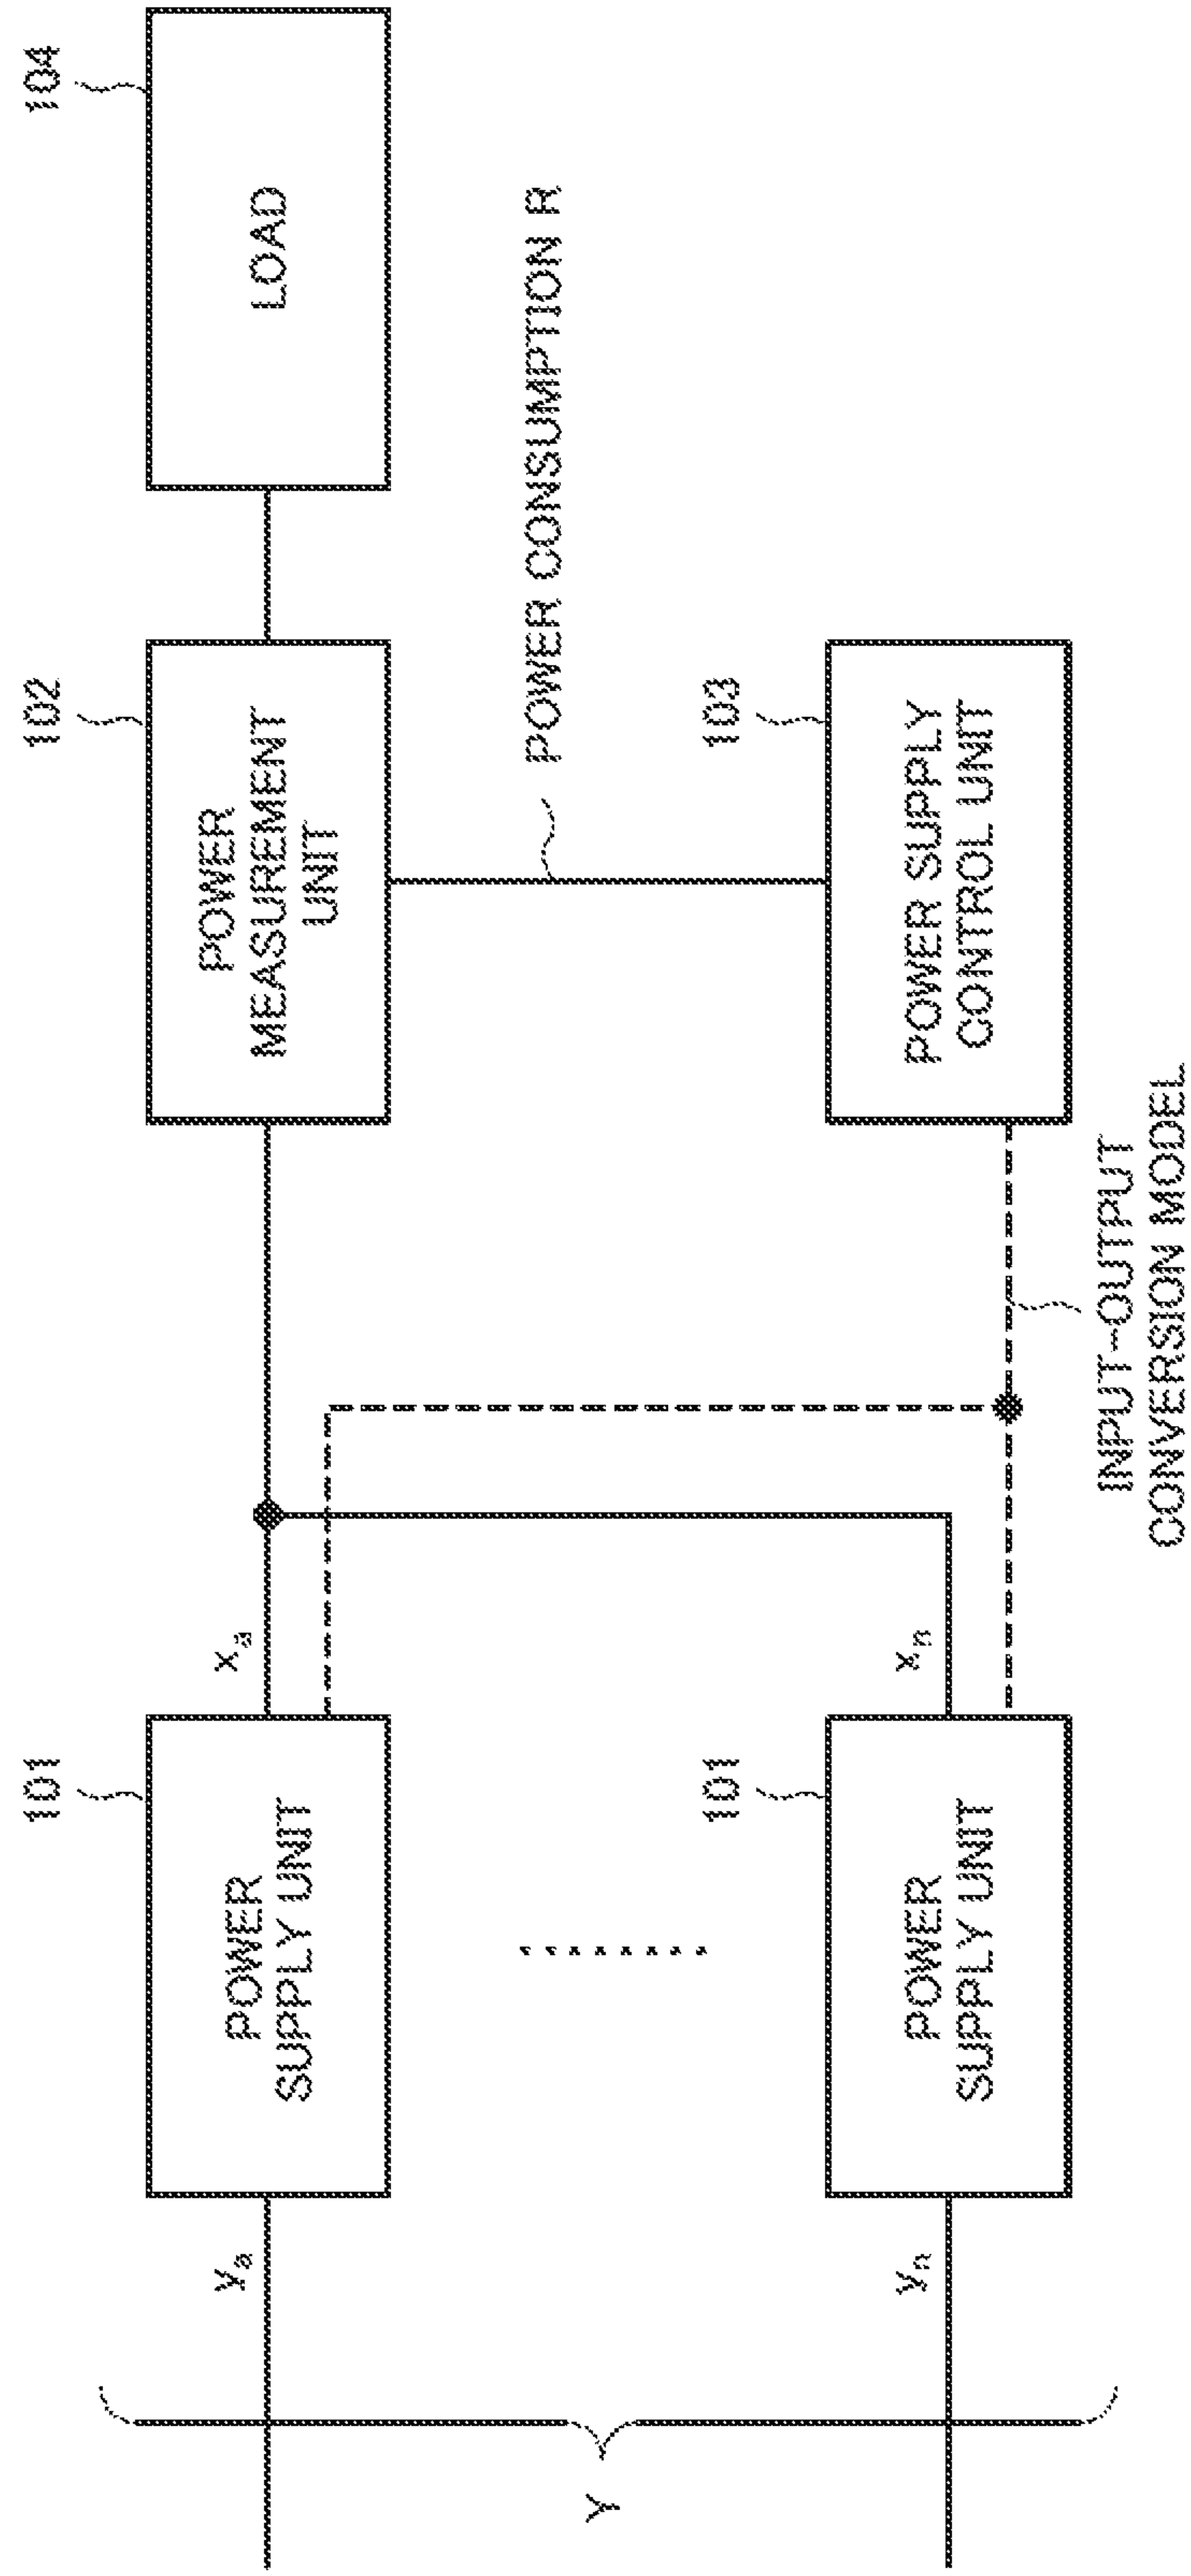 101
POWER
SUPPLY UNIT
ya
xa
102
POWER
MEASUREMENT
UNIT
104
LOAD
POWER CONSUMPTION R
Y
101
POWER
SUPPLY UNIT
yn
xn
103
POWER SUPPLY
CONTROL UNIT
INPUT-OUTPUT
CONVERSION MODEL